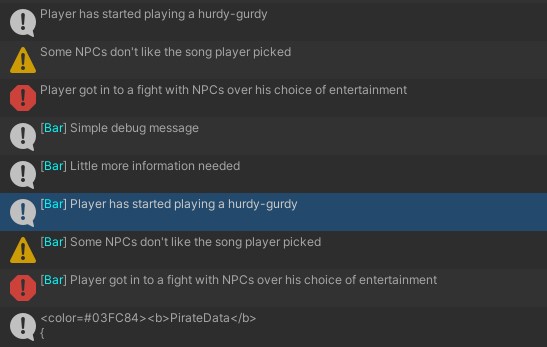 Player has started playing a hurdy-gurdy
Some NPCs don't like the song player picked
Player got in to a fight with NPCs over his choice of entertainment
[Bar] Simple debug message
[Bar] Little more information needed
[Bar] Player has started playing a hurdy-gurdy
[Bar] Some NPCs don't like the song player picked
[Bar] Player got in to a fight with NPCs over his choice of entertainment
<color=#03FC84><b>PirateData</b>
{